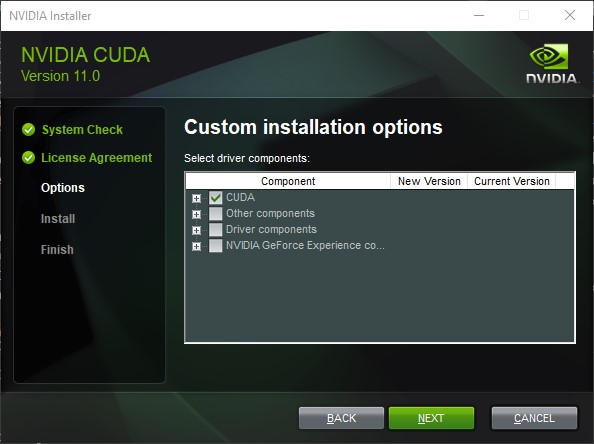 NVIDIA Installer
NVIDIA CUDA
Version 11.0
NVIDIA.
System Check
License Agreement
Options
Install
Finish
Custom installation options
Select driver components:
Component New Version Current Version
CUDA
Other components
Driver components
NVIDIA GeForce Experience co...
BACK NEXT CANCEL